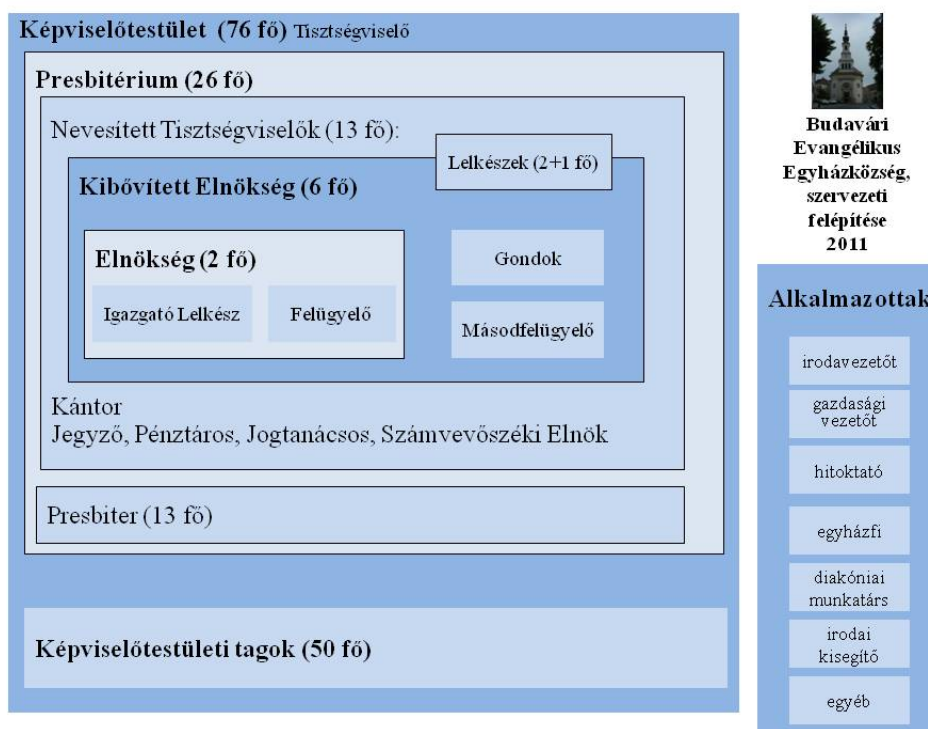 Képviselőtestület (76 fő) Tisztségviselő
Presbitérium (26 fő)
Nevesített Tisztségviselők (13 fő):
Lelkészek (2+1 fő)
Kibővített Elnökség (6 fő)
Elnökség (2 fő)
Igazgató Lelkész
Felügyelő
Gondok
Másodfelügyelő
Kántor
Jegyző, Pénztáros, Jogtanácsos, Számvevőszéki Elnök
Presbiter (13 fő)
Képviselőtestületi tagok (50 fő)
Budavári
Evangélikus
Egyházközség,
szervezeti
felépítése
2011
Alkalmazottak
irodavezetőt
gazdasági
vezetőt
hitoktató
egyházfi
diakóniai
munkatárs
irodai
kisegítő
egyéb